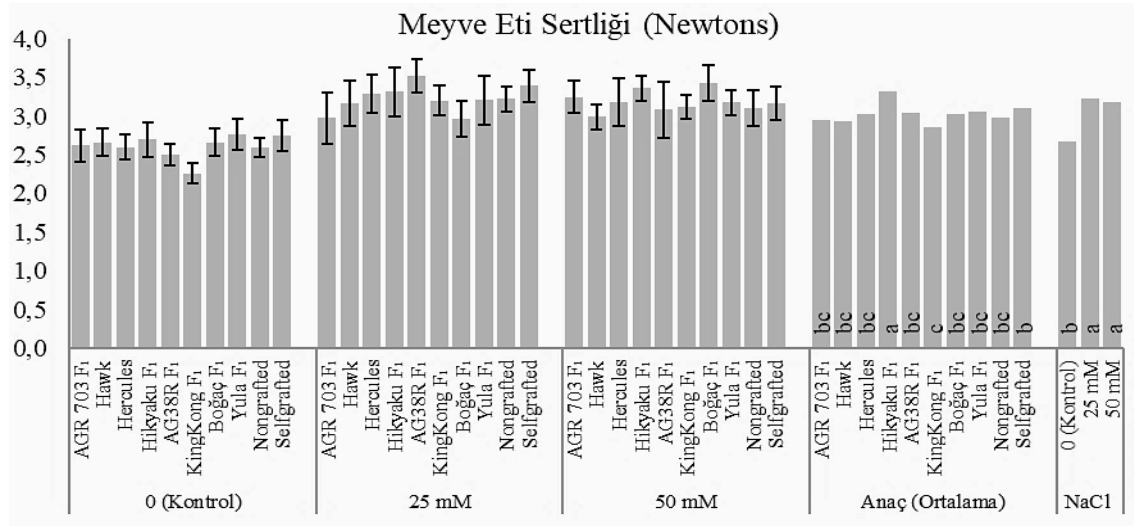 Meyve Eti Sertliği (Newtons)
4,0
3,5
3,0
2,5
2,0
1,5
1,0
0,5
0,0
bc
bc
bc
a
bc
c
bc
bc
bc
b
b
a
a
AGR 703 F₁
Hawk
Hercules
Hikyaku F₁
AG38R F₁
KingKong F₁
Boğaç F₁
Yula F₁
Nongrafted
Selfgrafted
AGR 703 F₁
Hawk
Hercules
Hikyaku F₁
AG38R F₁
KingKong F₁
Boğaç F₁
Yula F₁
Nongrafted
Selfgrafted
AGR 703 F₁
Hawk
Hercules
Hikyaku F₁
AG38R F₁
KingKong F₁
Boğaç F₁
Yula F₁
Nongrafted
Selfgrafted
AGR 703 F₁
Hawk
Hercules
Hikyaku F₁
AG38R F₁
KingKong F₁
Boğaç F₁
Yula F₁
Nongrafted
Selfgrafted
0 (Kontrol)
25 mM
50 mM
0 (Kontrol)
25 mM
50 mM
Anaç (Ortalama)
NaCl